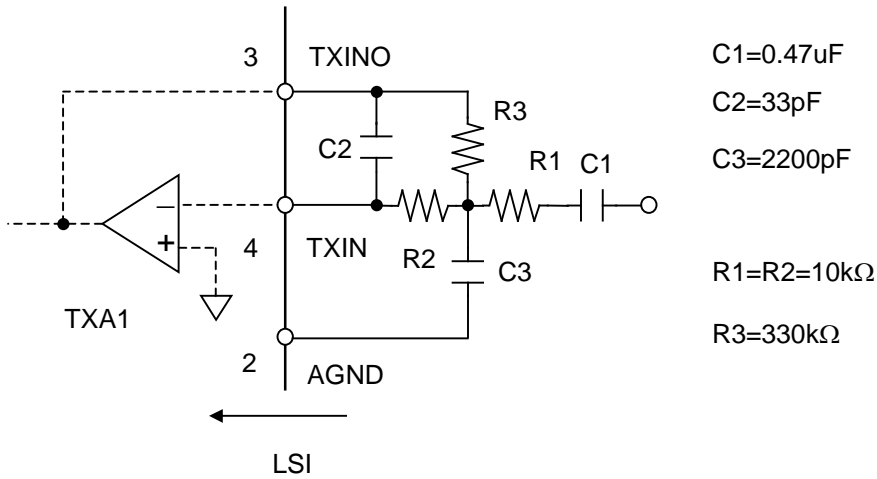 3 TXINO
C1=0.47uF
C2=33pF
R3
C2
R1 C1
C3=2200pF
−
+
4 TXIN
R2
C3
R1=R2=10kΩ
TXA1
R3=330kΩ
2 AGND
LSI